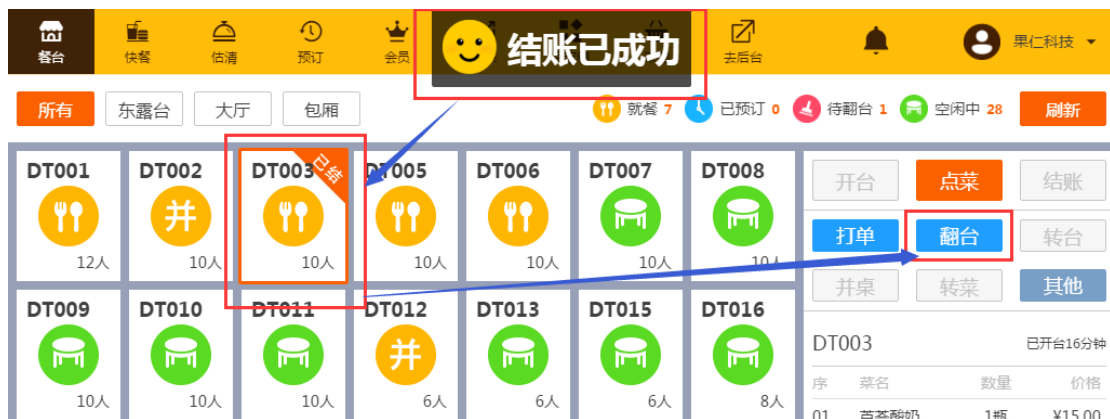 餐台 快餐 估清 预订 会员 结账已成功 去后台 果仁科技
所有 东露台 大厅 包厢 就餐 7 已预订 0 待翻台 1 空闲中 28 刷新
DT001 DT002 DT003 已结 DT005 DT006 DT007 DT008
并
12人 10人 10人 10人 10人 10人 10人
DT009 DT010 DT011 DT012 DT013 DT015 DT016
并
10人 10人 10人 6人 6人 6人 8人
开台 点菜 结账
打单 翻台 转台
并桌 转菜 其他
DT003 已开台16分钟
序 菜名 数量 价格
01 芦荟酸奶 1瓶 ¥15.00